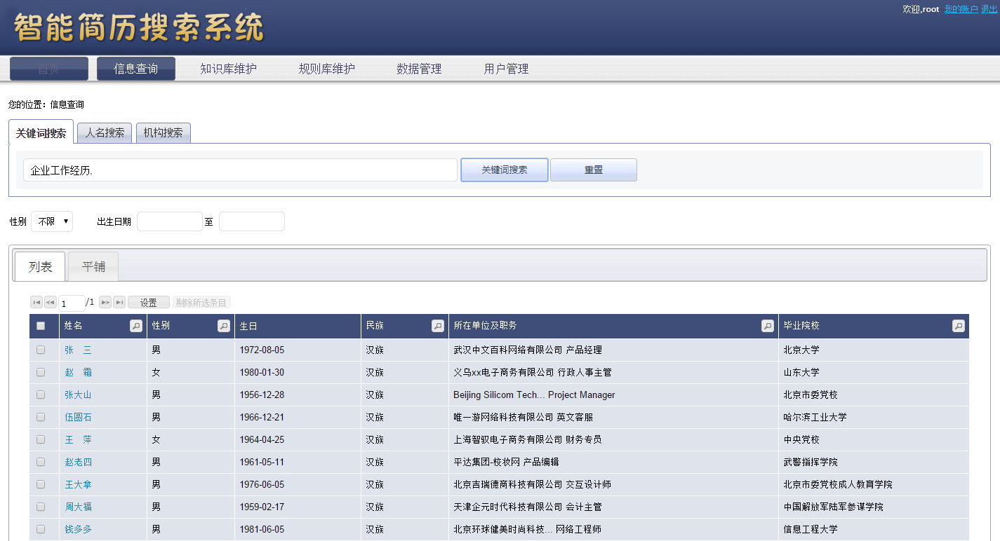 智能简历搜索系统
欢迎,root 我的账户 退出
首页 信息查询 知识库维护 规则库维护 数据管理 用户管理
您的位置：信息查询
关键词搜索 人名搜索 机构搜索
企业工作经历, 关键词搜索 重置
性别 不限 出生日期 至
列表 平铺
1 /1 设置 剔除所选条目
姓名 性别 生日 民族 所在单位及职务 毕业院校
张 三 男 1972-08-05 汉族 武汉中文百科网络有限公司 产品经理 北京大学
赵 霜 女 1980-01-30 汉族 义乌xx电子商务有限公司 行政人事主管 山东大学
张大山 男 1956-12-28 汉族 Beijing Silicom Tech... Project Manager 北京市委党校
伍圆石 男 1966-12-21 汉族 唯一游网络科技有限公司 英文客服 哈尔滨工业大学
王 萍 女 1964-04-25 汉族 上海智驭电子商务有限公司 财务专员 中央党校
赵老四 男 1961-05-11 汉族 平达集团-校妆网 产品编辑 武警指挥学院
王大拿 男 1976-06-05 汉族 北京吉瑞德商科技有限公司 交互设计师 北京市委党校成人教育学院
周大福 男 1959-02-17 汉族 天津企元时代科技有限公司 会计主管 中国解放军陆军参谋学院
钱多多 男 1981-06-05 汉族 北京环球健美时尚科技... 网络工程师 信息工程大学